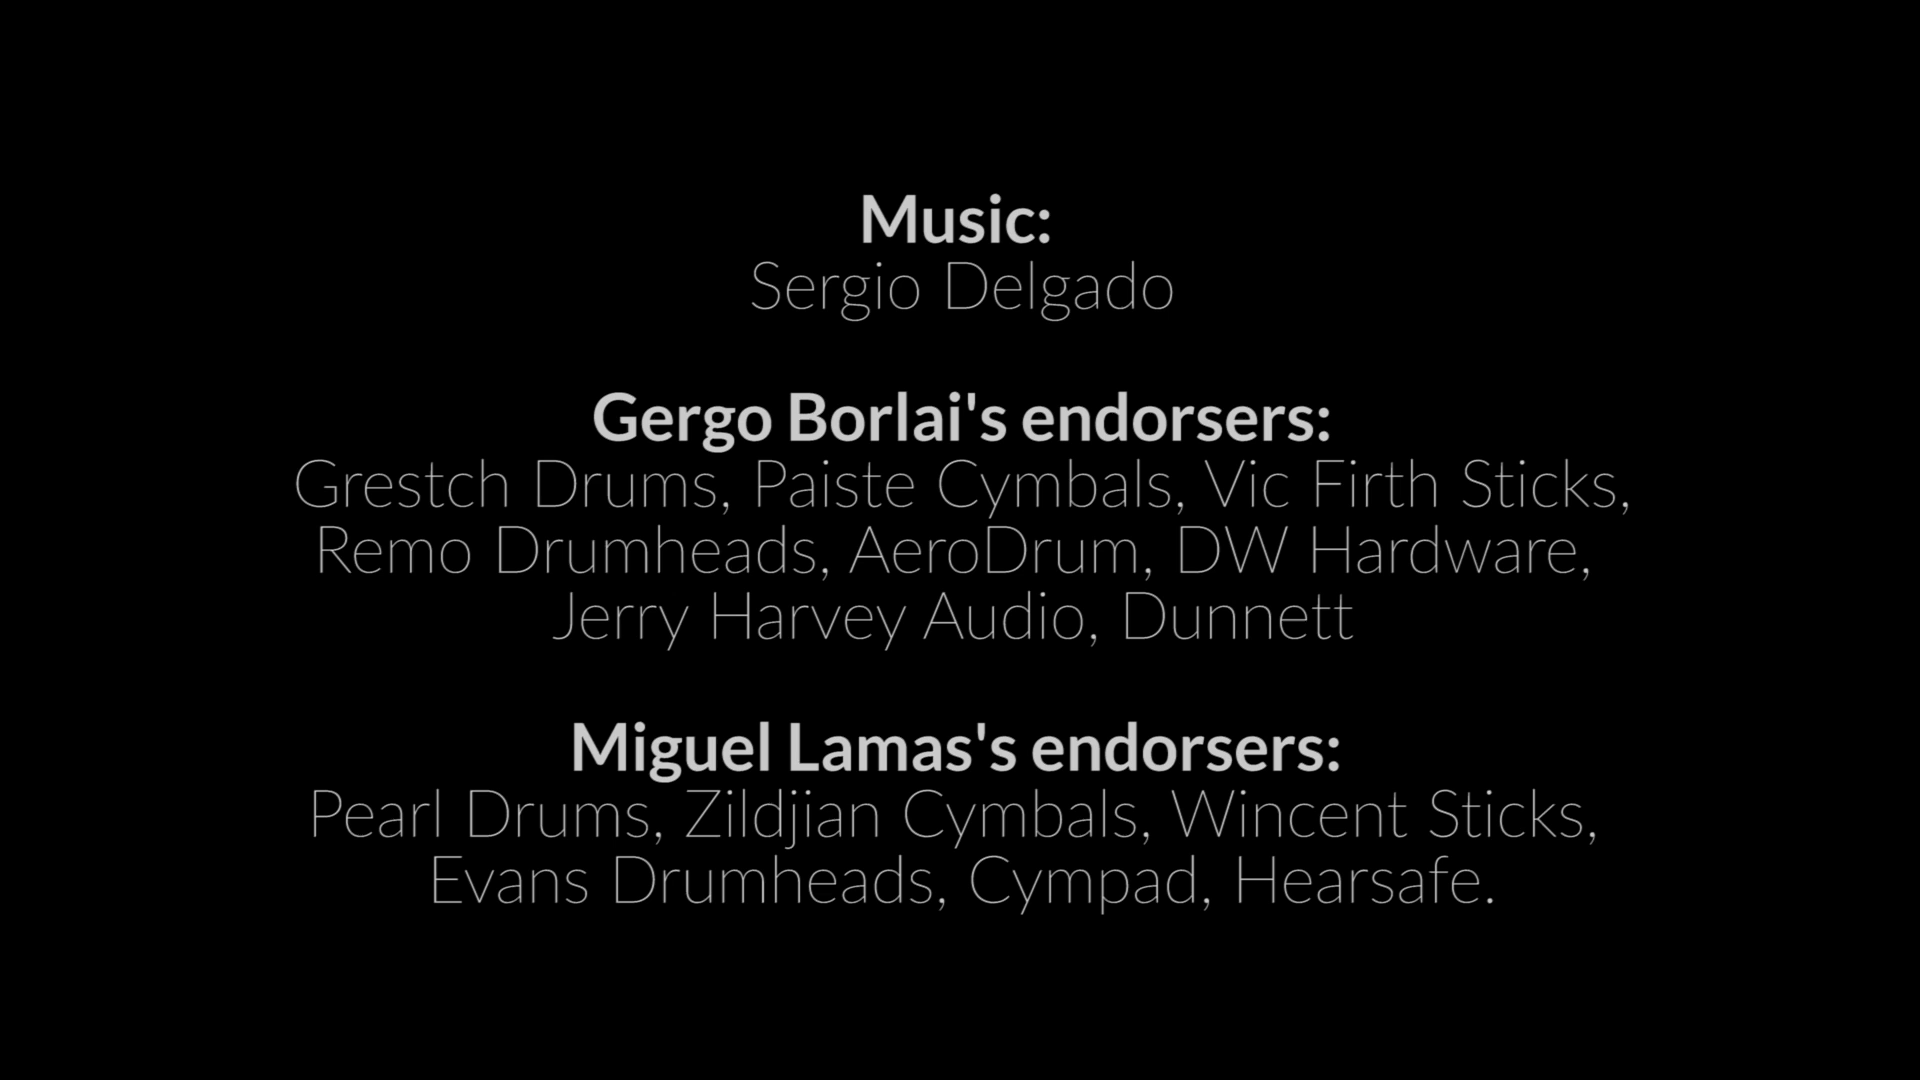 Music:
Sergio Delgado
Gergo Borlai's endorsers:
Grestch Drums, Paiste Cymbals, Vic Firth Sticks,
Remo Drumheads, AeroDrum, DW Hardware,
Jerry Harvey Audio, Dunnett
Miguel Lamas's endorsers:
Pearl Drums, Zildjian Cymbals, Wincent Sticks,
Evans Drumheads, Cympad, Hearsafe.